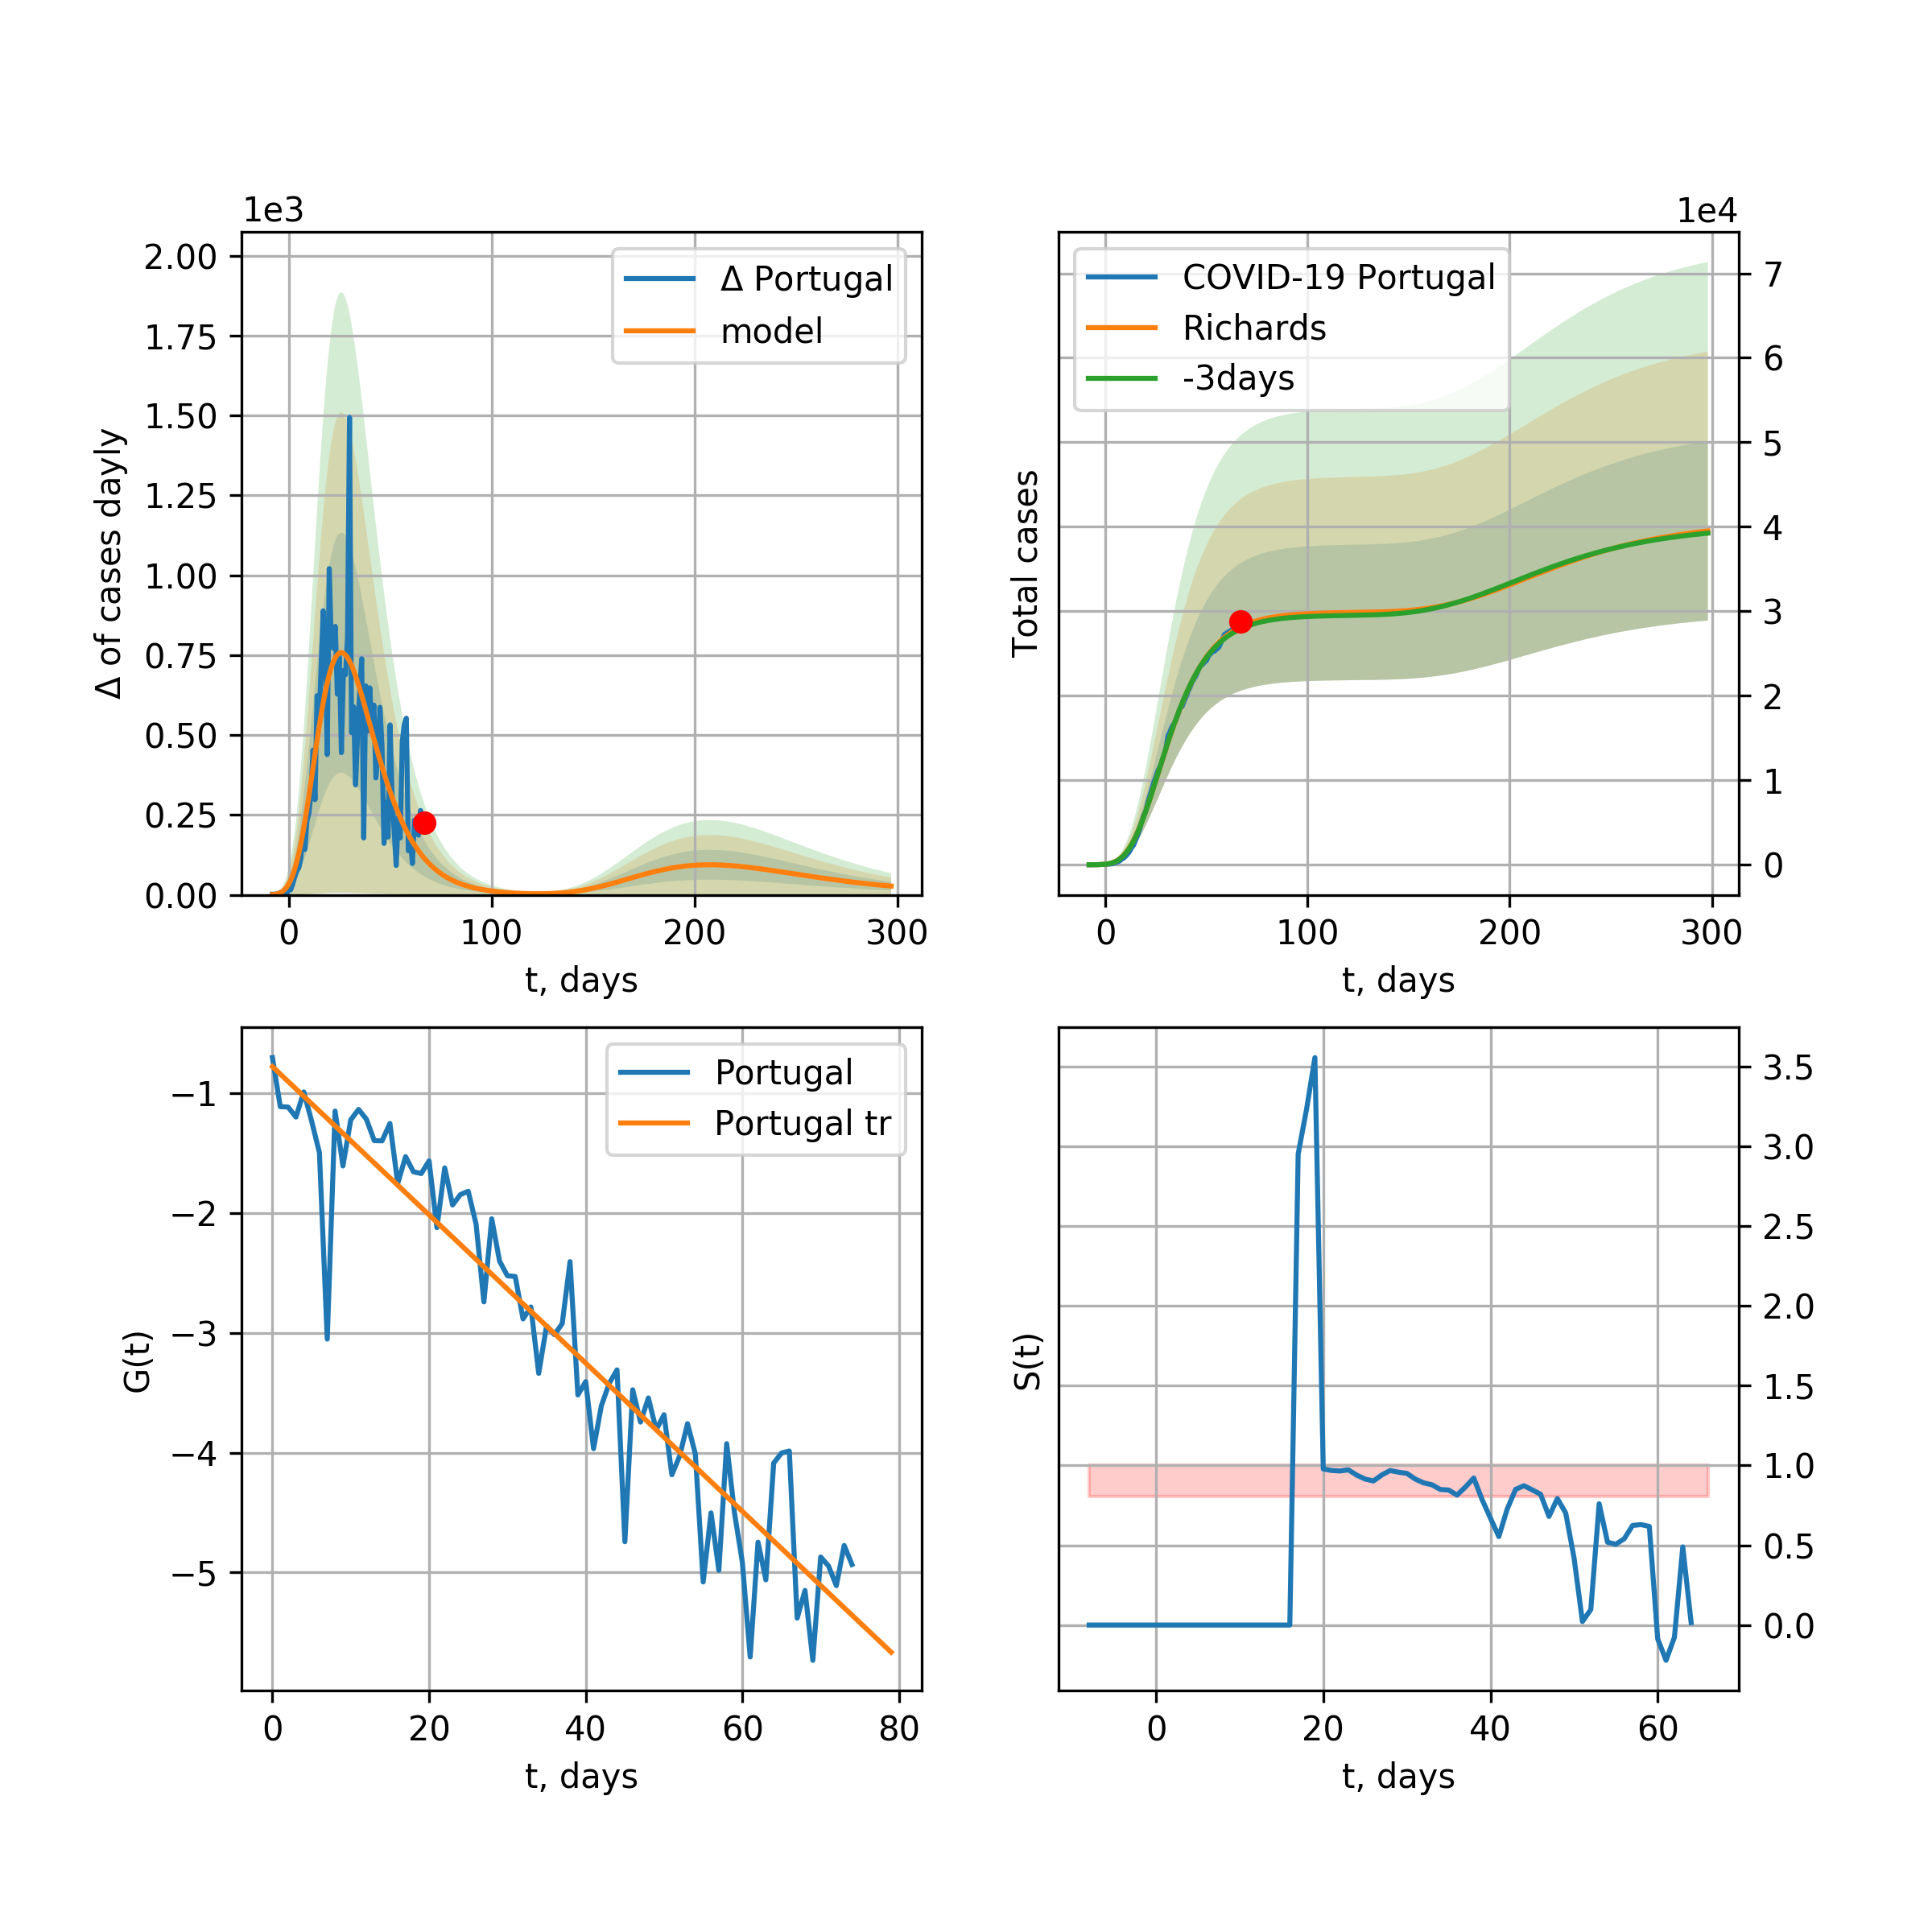 1e3
2.00
1.75
1.50
1.25
1.00
0.75
0.50
0.25
0.00
Δ of cases dayly
Δ Portugal
model
0 100 200 300
t, days
1e4
COVID-19 Portugal
Richards
-3days
Total cases
7
6
5
4
3
2
1
0
0 100 200 300
t, days
Portugal
Portugal tr
−1
−2
−3
−4
−5
G(t)
0 20 40 60 80
t, days
S(t)
3.5
3.0
2.5
2.0
1.5
1.0
0.5
0.0
0 20 40 60
t, days